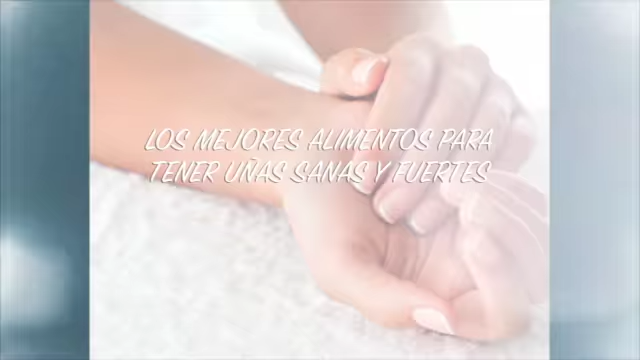 LOS MEJORES ALIMENTOS PARA
TENER UÑAS SANAS Y FUERTES